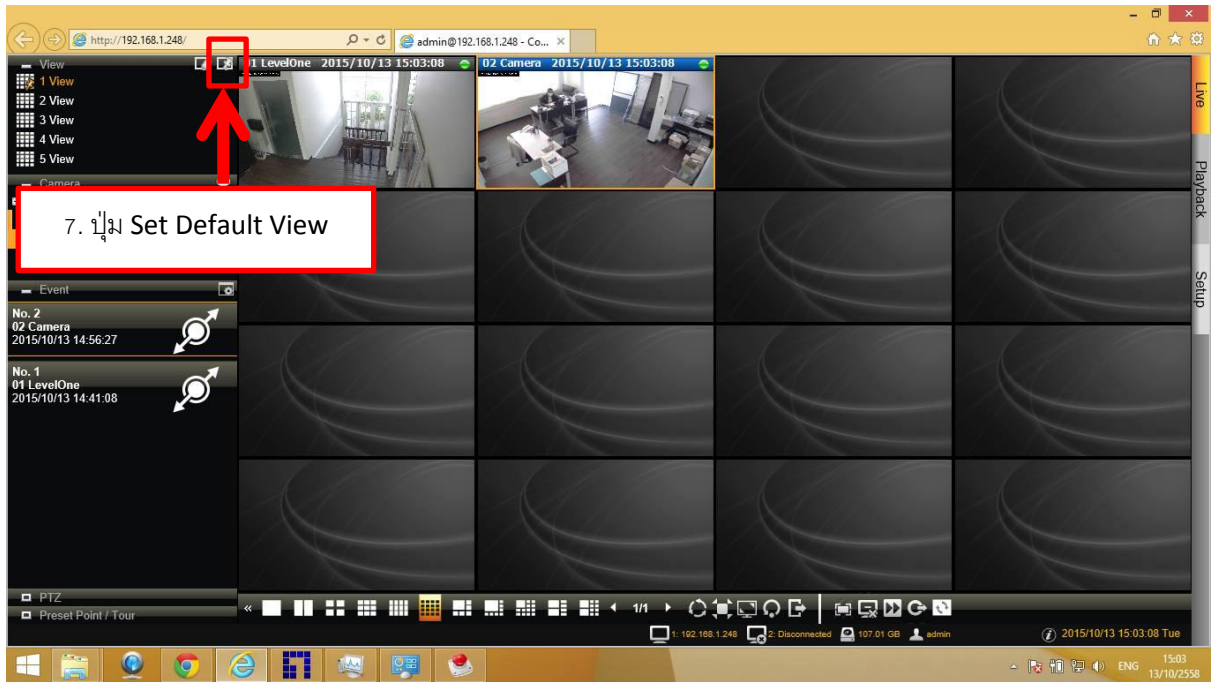 http://192.168.1.248/
admin@192.168.1.248 - Co...
View
1 View
2 View
3 View
4 View
5 View
Camera
7. ปุ่ม Set Default View
Event
No. 2
02 Camera
2015/10/13 14:56:27
No. 1
01 LevelOne
2015/10/13 14:41:08
PTZ
Preset Point / Tour
01 LevelOne 2015/10/13 15:03:08
02 Camera 2015/10/13 15:03:08
Live
Playback
Setup
« 1/1
1: 192.168.1.248 2: Disconnected 107.01 GB admin
2015/10/13 15:03:08 Tue
ENG
15:03
13/10/2558